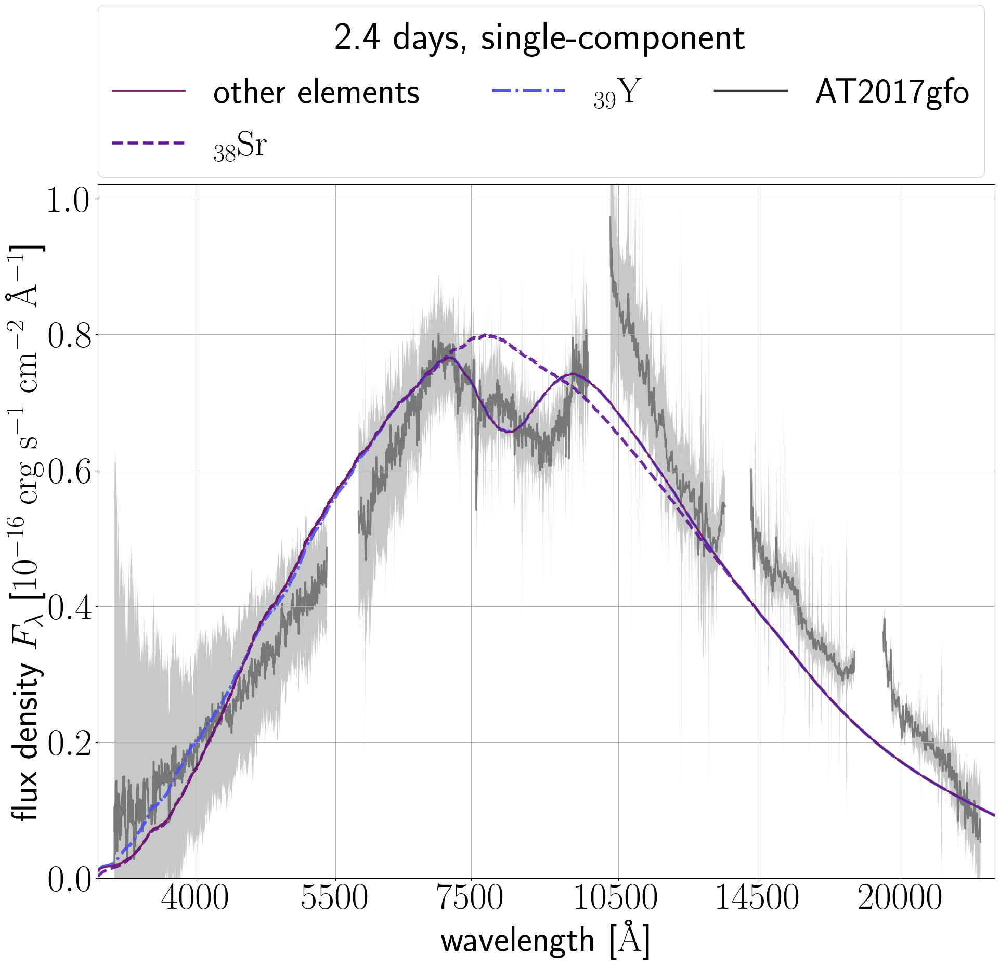 2.4 days, single-component
other elements
₃₉Y
AT2017gfo
₃₈Sr
1.0
0.8
0.6
0.4
0.2
0.0
flux density F_λ [10⁻¹⁶ erg s⁻¹ cm⁻² Å⁻¹]
4000 5500 7500 10500 14500 20000
wavelength [Å]